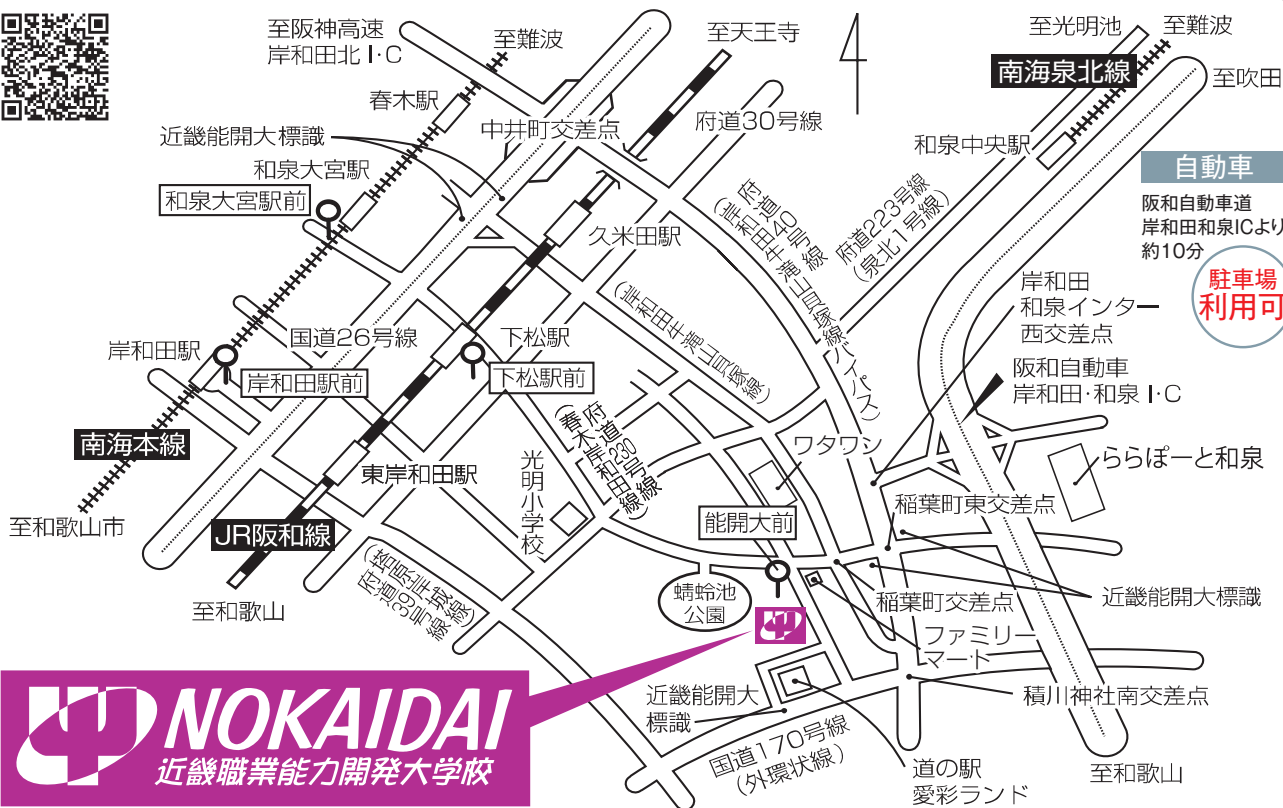 至阪神高速
岸和田北 I・C
至難波
至天王寺
至光明池
至難波
南海泉北線
至吹田
春木駅
近畿能開大標識
中井町交差点
府道30号線
和泉中央駅
和泉大宮駅
和泉大宮駅前
久米田駅
府道40号線
(岸和田牛滝山貝塚線バイパス)
府道223号線
(泉北1号線)
自動車
阪和自動車道
岸和田和泉ICより
約10分
駐車場
利用可
岸和田
和泉インター
西交差点
(岸和田牛滝山貝塚線)
国道26号線
下松駅
下松駅前
岸和田駅
岸和田駅前
阪和自動車
岸和田・和泉 I・C
南海本線
東岸和田駅
府道230号線
(春木岸和田線)
光明小学校
ワタワシ
ららぽーと和泉
至和歌山市
JR阪和線
能開大前
稲葉町東交差点
府道39号線
(塔原岸城線)
至和歌山
蜻蛉池
公園
稲葉町交差点
近畿能開大標識
ファミリー
マート
近畿能開大
標識
積川神社南交差点
国道170号線
(外環状線)
道の駅
愛彩ランド
至和歌山
NOKAIDAI
近畿職業能力開発大学校